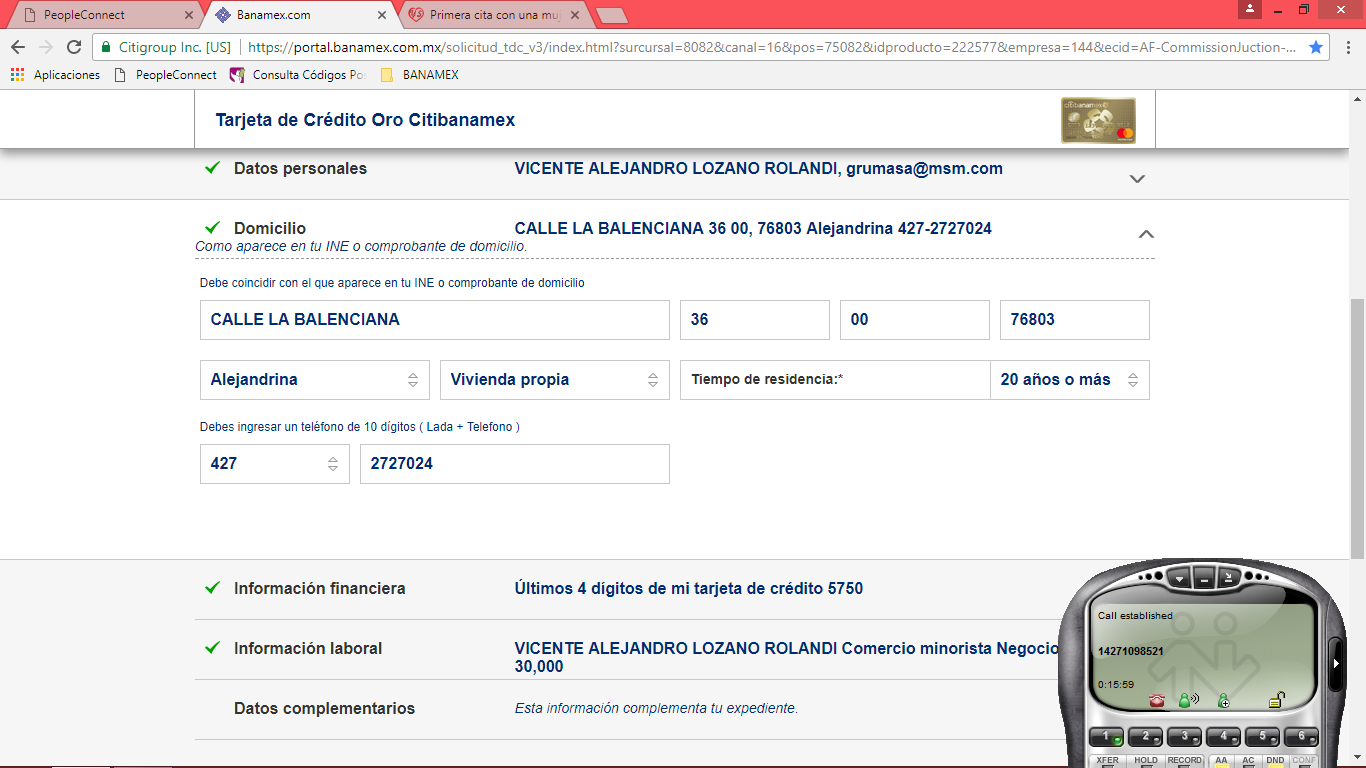 PeopleConnect
Banamex.com
Primera cita con una muj
Citigroup Inc. [US]
https://portal.banamex.com.mx/solicitud_tdc_v3/index.html?surcursal=8082&canal=16&pos=75082&idproducto=222577&empresa=144&ecid=AF-CommissionJuction-...
Aplicaciones
PeopleConnect
Consulta Códigos Po
BANAMEX
Tarjeta de Crédito Oro Citibanamex
citibanamex
Datos personales
VICENTE ALEJANDRO LOZANO ROLANDI, grumasa@msm.com
Domicilio
CALLE LA BALENCIANA 36 00, 76803 Alejandrina 427-2727024
Como aparece en tu INE o comprobante de domicilio.
Debe coincidir con el que aparece en tu INE o comprobante de domicilio
CALLE LA BALENCIANA
36
00
76803
Alejandrina
Vivienda propia
Tiempo de residencia:*
20 años o más
Debes ingresar un teléfono de 10 dígitos ( Lada + Telefono )
427
2727024
Información financiera
Últimos 4 dígitos de mi tarjeta de crédito 5750
Información laboral
VICENTE ALEJANDRO LOZANO ROLANDI Comercio minorista Negocio
30,000
Datos complementarios
Esta información complementa tu expediente.
Call established
14271098521
0:15:59
1 2 3 4 5 6
XFER HOLD RECORD AA AC DND CONF